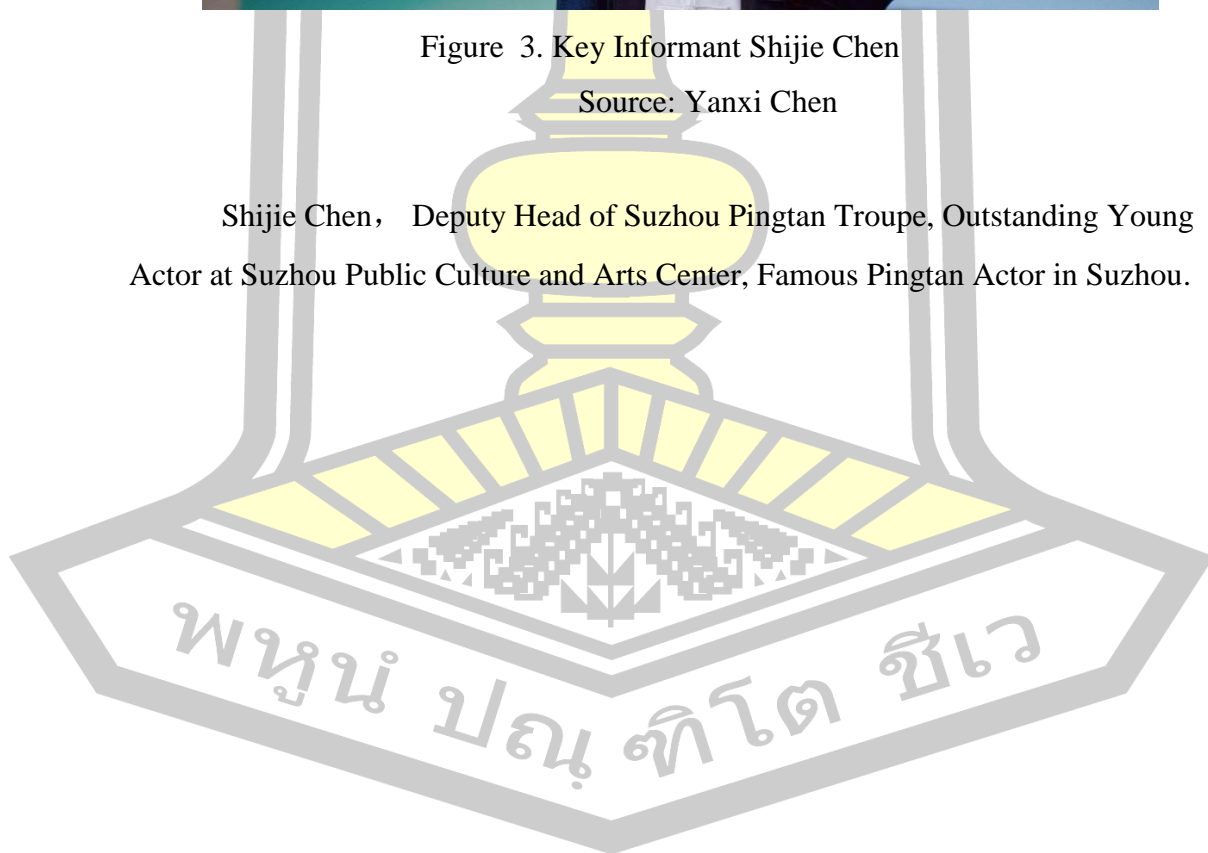 Figure  3. Key Informant Shijie Chen
Source: Yanxi Chen
Shijie Chen， Deputy Head of Suzhou Pingtan Troupe, Outstanding Young
Actor at Suzhou Public Culture and Arts Center, Famous Pingtan Actor in Suzhou.
พหูนํ ปณฺฑิโต ชีเว